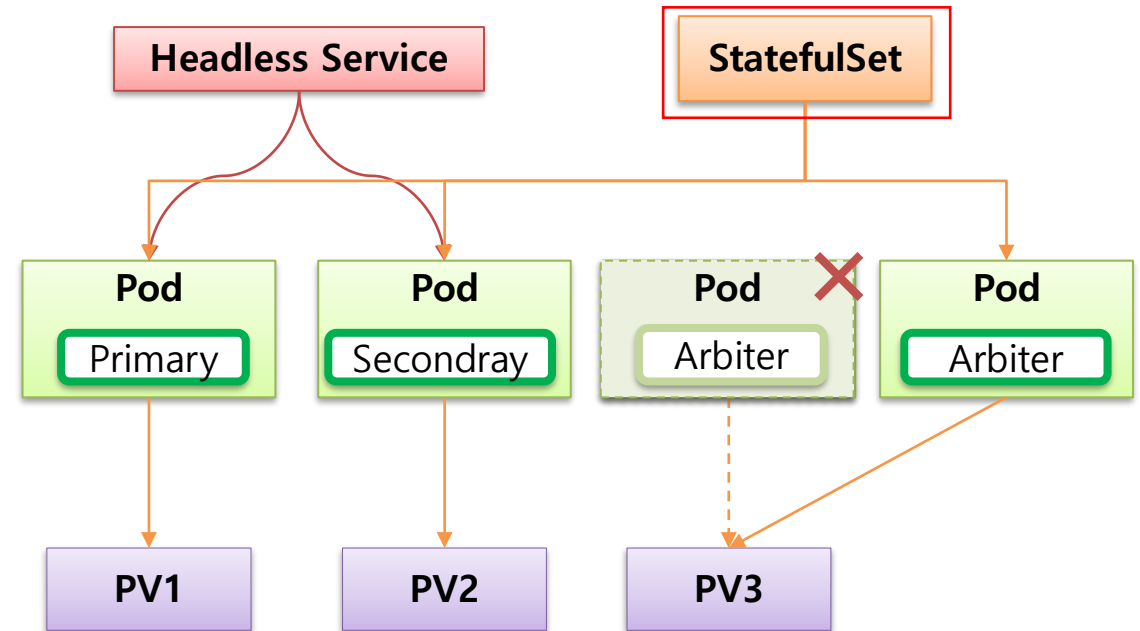 Headless Service
StatefulSet
Pod
Primary
Pod
Secondray
Pod
Arbiter
Pod
Arbiter
PV1
PV2
PV3